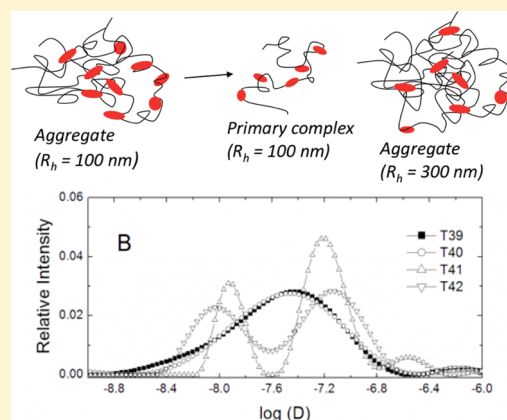 Aggregate
(Rh = 100 nm)
Primary complex
(Rh = 100 nm)
Aggregate
(Rh = 300 nm)
0.06
0.04
0.02
0.00
Relative Intensity
B
T39
T40
T41
T42
-8.8 -8.4 -8.0 -7.6 -7.2 -6.8 -6.4 -6.0
log (D)